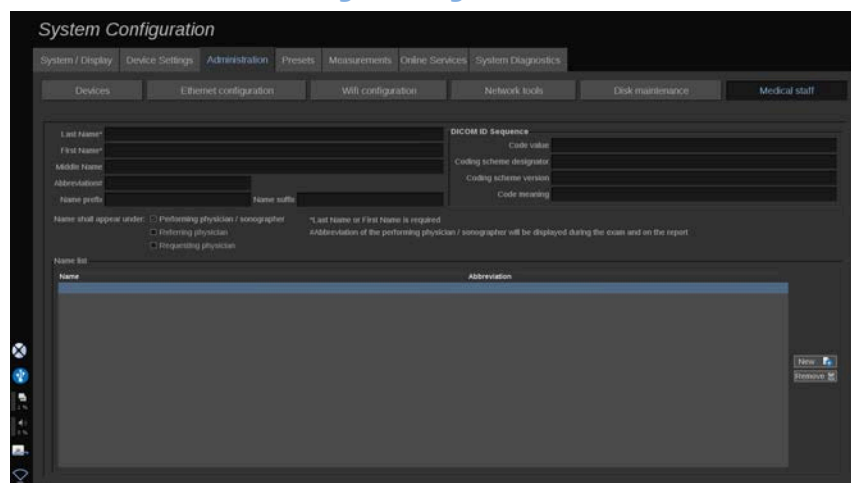 System Configuration
System / Display Device Settings Administration Presets Measurements Online Services System Diagnostics
Devices Ethernet configuration Wifi configuration Network tools Disk maintenance Medical staff
Last Name*
First Name*
Middle Name
Abbreviation#
Name prefix Name suffix
DICOM ID Sequence
Code value
Coding scheme designator
Coding scheme version
Code meaning
Name shall appear under: Performing physician / sonographer
Referring physician
Requesting physician
*Last Name or First Name is required
#Abbreviation of the performing physician / sonographer will be displayed during the exam and on the report
Name list
Name Abbreviation
New
Remove